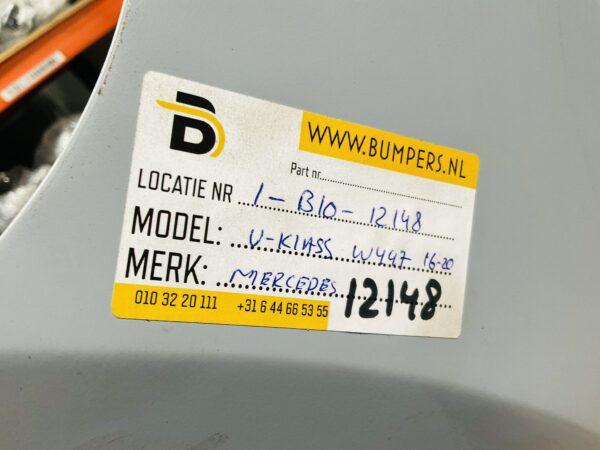 B
WWW.BUMPERS.NL
Part nr.
LOCATIE NR 1-B10-12148
MODEL: V-KlASS W447 16-20
MERK: MERCEDES 12148
010 32 20 111 +31 6 44 66 53 55